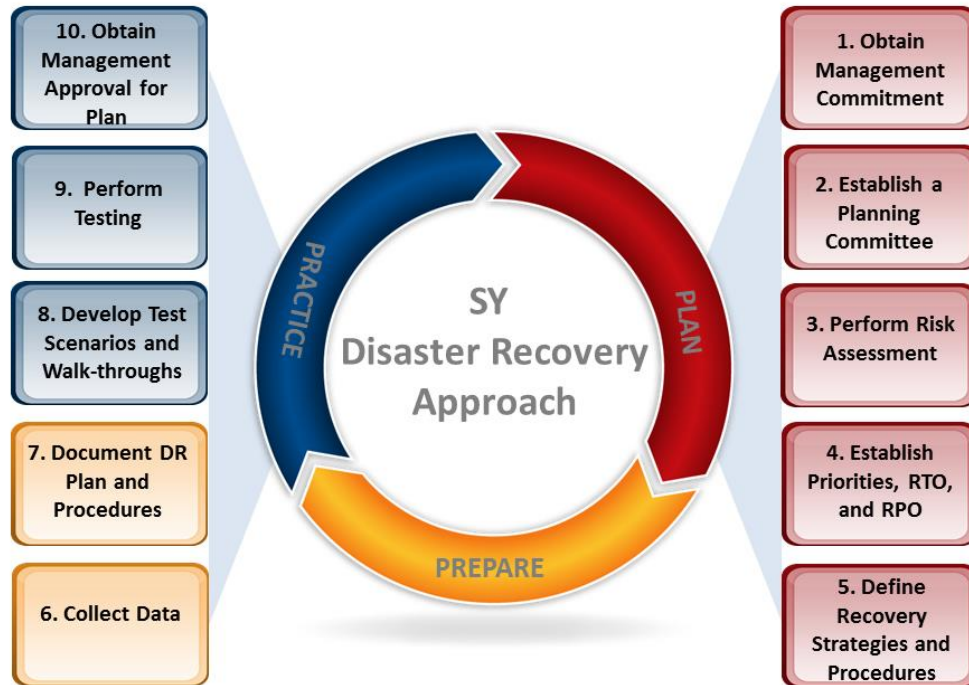 10. Obtain
Management
Approval for
Plan
9. Perform
Testing
8. Develop Test
Scenarios and
Walk-throughs
7. Document DR
Plan and
Procedures
6. Collect Data
PRACTICE
SY
Disaster Recovery
Approach
PLAN
PREPARE
1. Obtain
Management
Commitment
2. Establish a
Planning
Committee
3. Perform Risk
Assessment
4. Establish
Priorities, RTO,
and RPO
5. Define
Recovery
Strategies and
Procedures